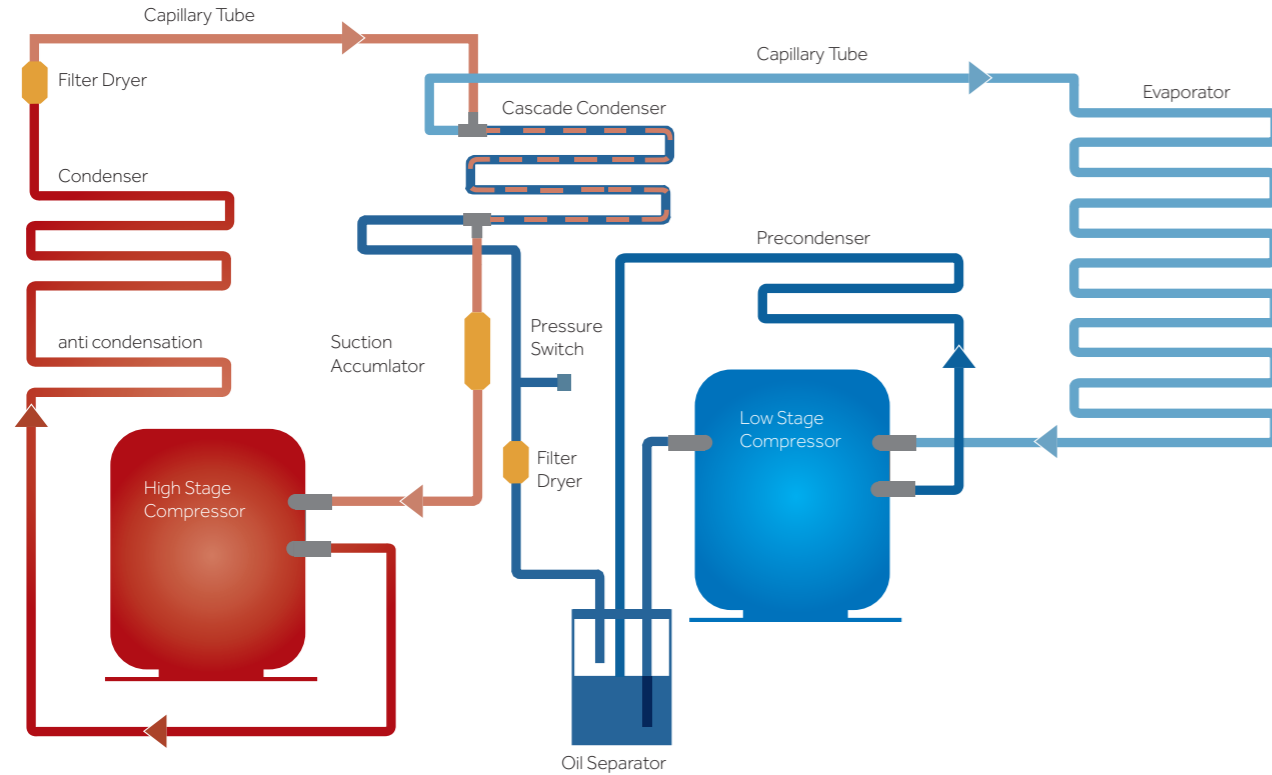 Capillary Tube
Filter Dryer
Capillary Tube
Evaporator
Cascade Condenser
Condenser
Precondenser
anti condensation
Suction
Accumlator
Pressure
Switch
Low Stage
Compressor
Filter
Dryer
High Stage
Compressor
Oil Separator